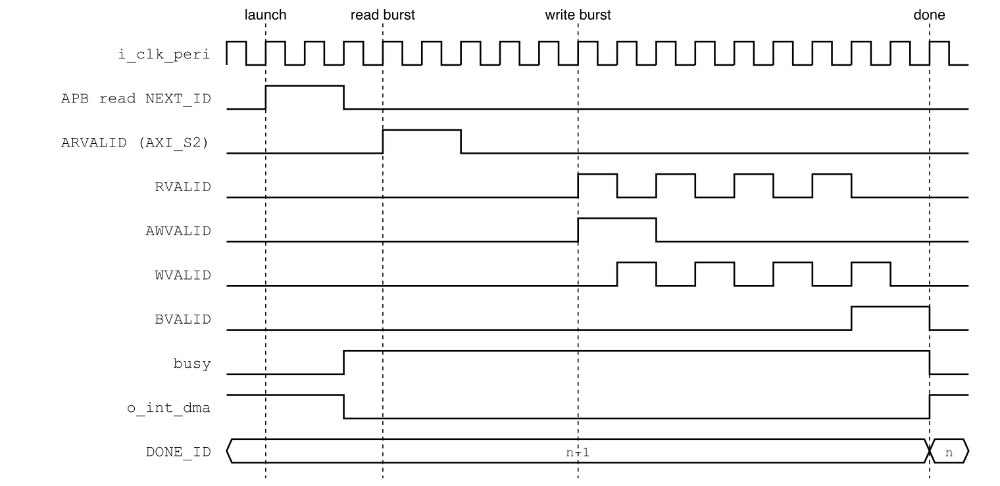 launch read burst write burst done
i_clk_peri
APB read NEXT_ID
ARVALID (AXI_S2)
RVALID
AWVALID
WVALID
BVALID
busy
o_int_dma
DONE_ID n-1 n